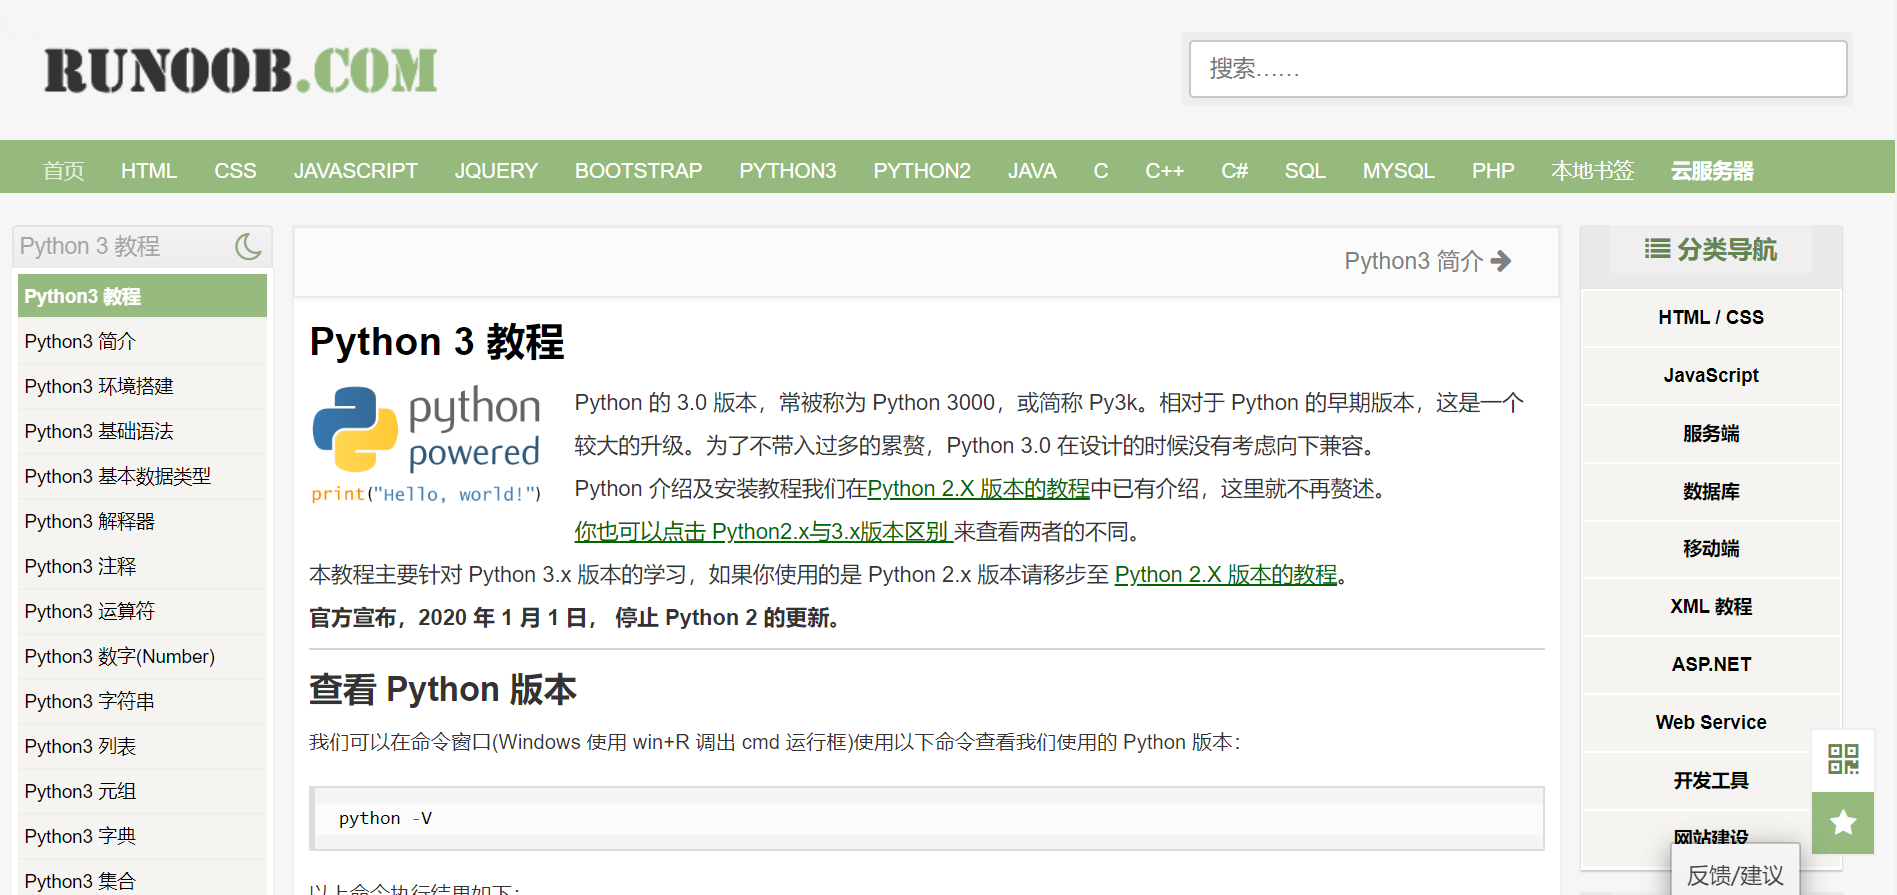 RUNOOB.COM
搜索……
首页 HTML CSS JAVASCRIPT JQUERY BOOTSTRAP PYTHON3 PYTHON2 JAVA C C++ C# SQL MYSQL PHP 本地书签 云服务器
Python 3 教程
Python3 教程
Python3 简介
Python3 环境搭建
Python3 基础语法
Python3 基本数据类型
Python3 解释器
Python3 注释
Python3 运算符
Python3 数字(Number)
Python3 字符串
Python3 列表
Python3 元组
Python3 字典
Python3 集合
Python3 简介
Python 3 教程
python
powered
print("Hello, world!")
Python 的 3.0 版本，常被称为 Python 3000，或简称 Py3k。相对于 Python 的早期版本，这是一个
较大的升级。为了不带入过多的累赘，Python 3.0 在设计的时候没有考虑向下兼容。
Python 介绍及安装教程我们在Python 2.X 版本的教程中已有介绍，这里就不再赘述。
你也可以点击 Python2.x与3.x版本区别 来查看两者的不同。
本教程主要针对 Python 3.x 版本的学习，如果你使用的是 Python 2.x 版本请移步至 Python 2.X 版本的教程。
官方宣布，2020 年 1 月 1 日， 停止 Python 2 的更新。
查看 Python 版本
我们可以在命令窗口(Windows 使用 win+R 调出 cmd 运行框)使用以下命令查看我们使用的 Python 版本：
python -V
以上命令执行结果如下：
分类导航
HTML / CSS
JavaScript
服务端
数据库
移动端
XML 教程
ASP.NET
Web Service
开发工具
网站建设
反馈/建议